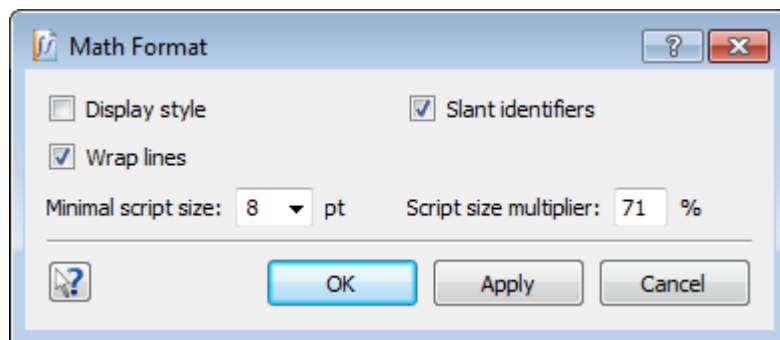 Math Format
Display style Slant identifiers
Wrap lines
Minimal script size: 8 pt Script size multiplier: 71 %
OK Apply Cancel